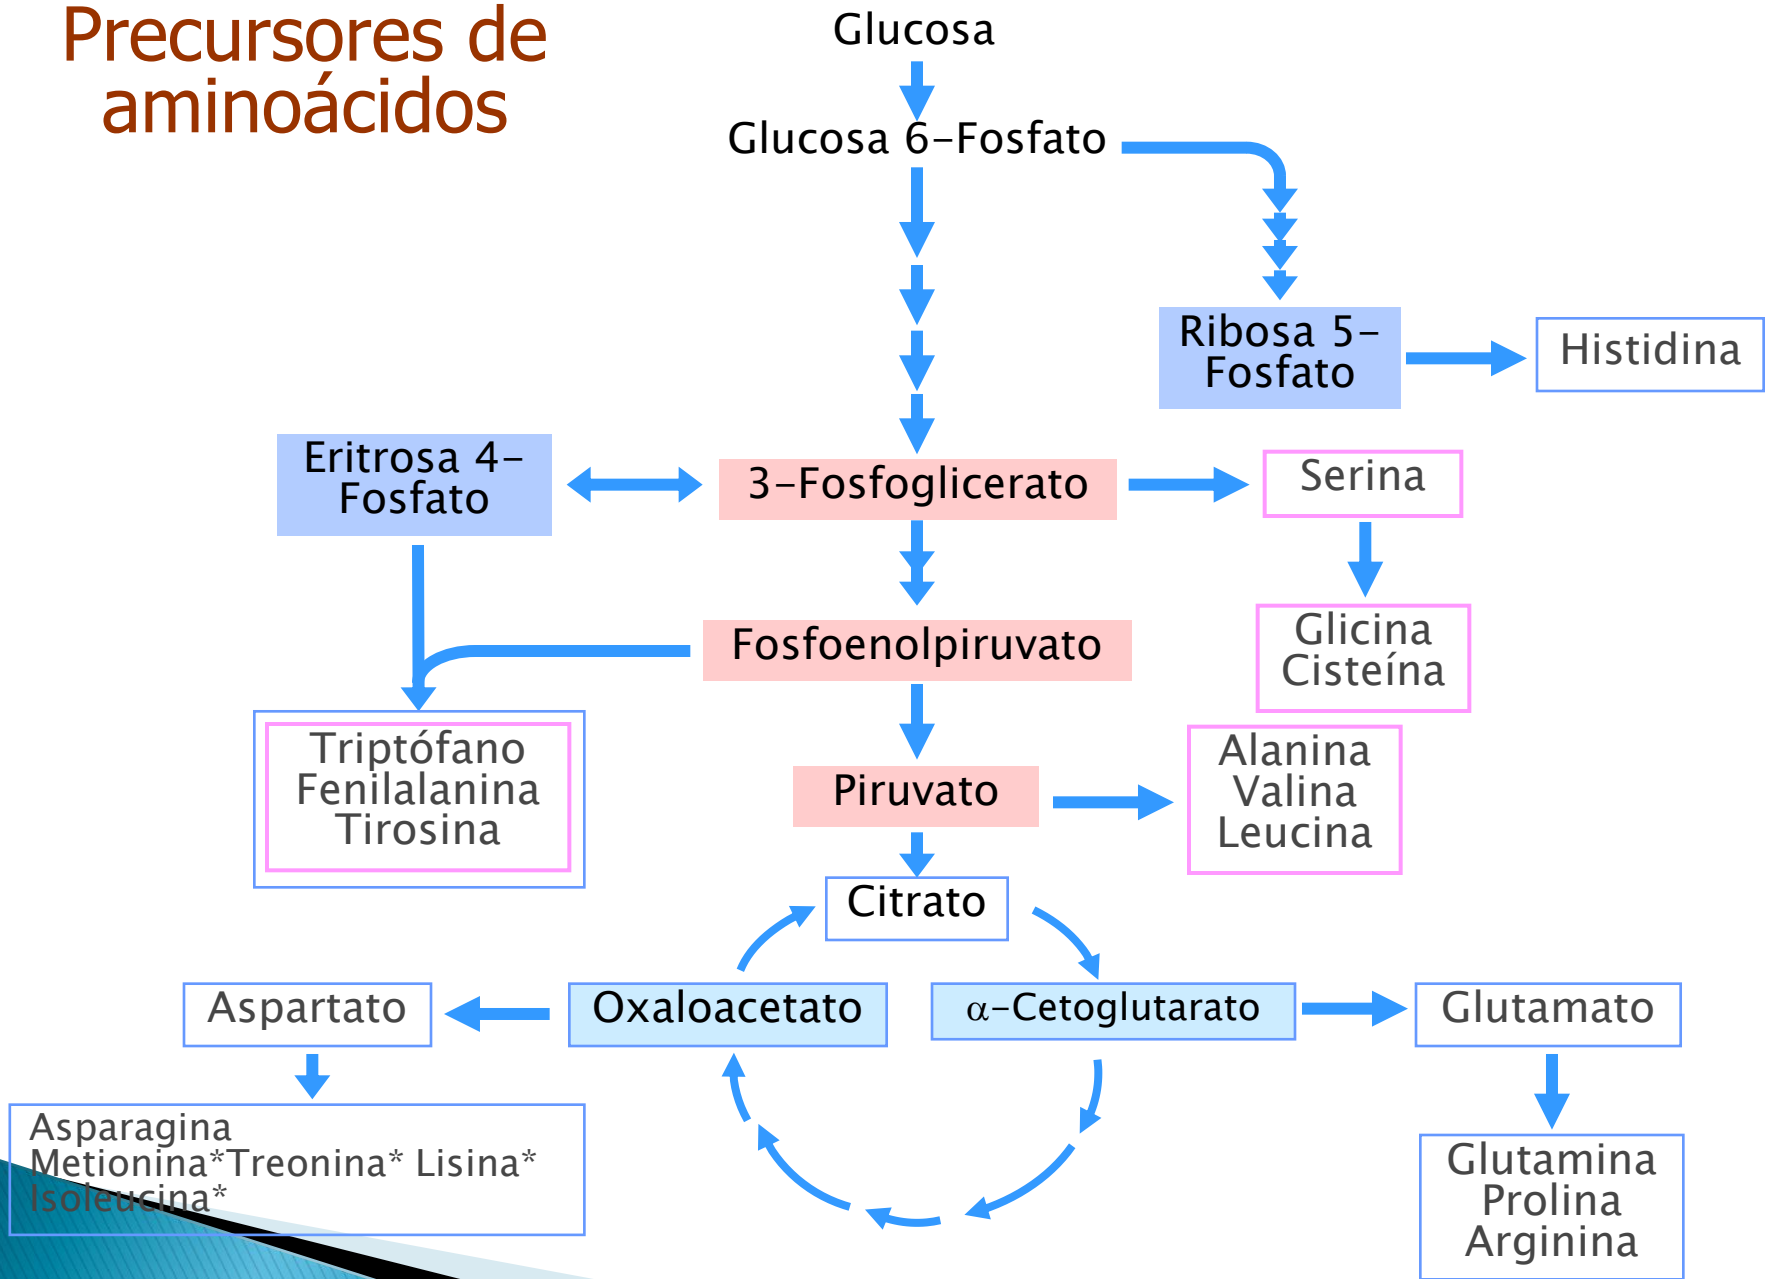 Precursores de
aminoácidos
Glucosa
Glucosa 6-Fosfato
Ribosa 5-
Fosfato
Histidina
Eritrosa 4-
Fosfato
3-Fosfoglicerato
Serina
Glicina
Cisteína
Fosfoenolpiruvato
Triptófano
Fenilalanina
Tirosina
Piruvato
Alanina
Valina
Leucina
Citrato
Aspartato
Oxaloacetato
α-Cetoglutarato
Glutamato
Asparagina
Metionina*Treonina* Lisina*
Isoleucina*
Glutamina
Prolina
Arginina